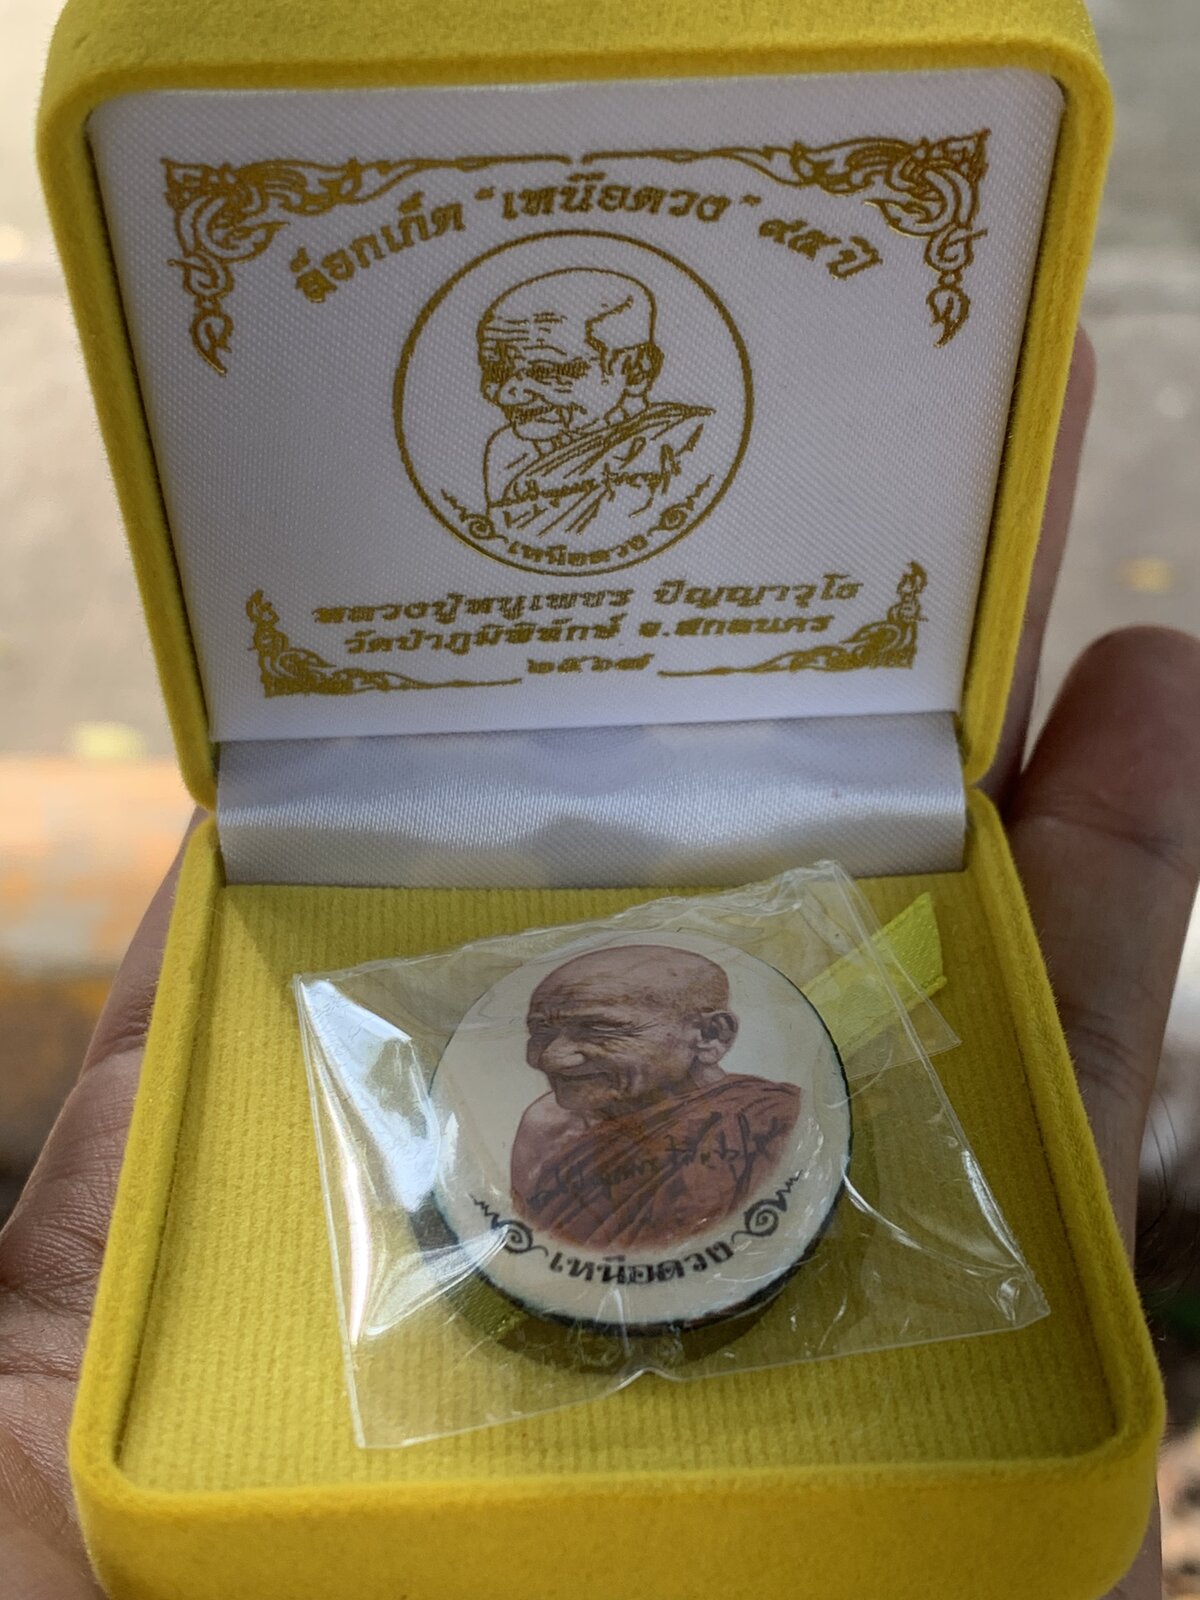 ล็อกเก็ต "เหนือดวง" ๙๕ ปี
เหนือดวง
หลวงปู่หนูเพชร ปัญญาวุโธ
วัดป่าภูมิพิทักษ์ จ.สกลนคร
๒๕๖๗
เหนือดวง